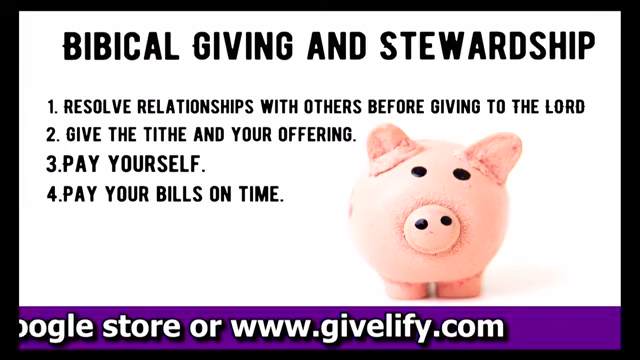 BIBICAL GIVING AND STEWARDSHIP
1. RESOLVE RELATIONSHIPS WITH OTHERS BEFORE GIVING TO THE LORD
2. GIVE THE TITHE AND YOUR OFFERING.
3.PAY YOURSELF.
4.PAY YOUR BILLS ON TIME.
store or www.givelify.com